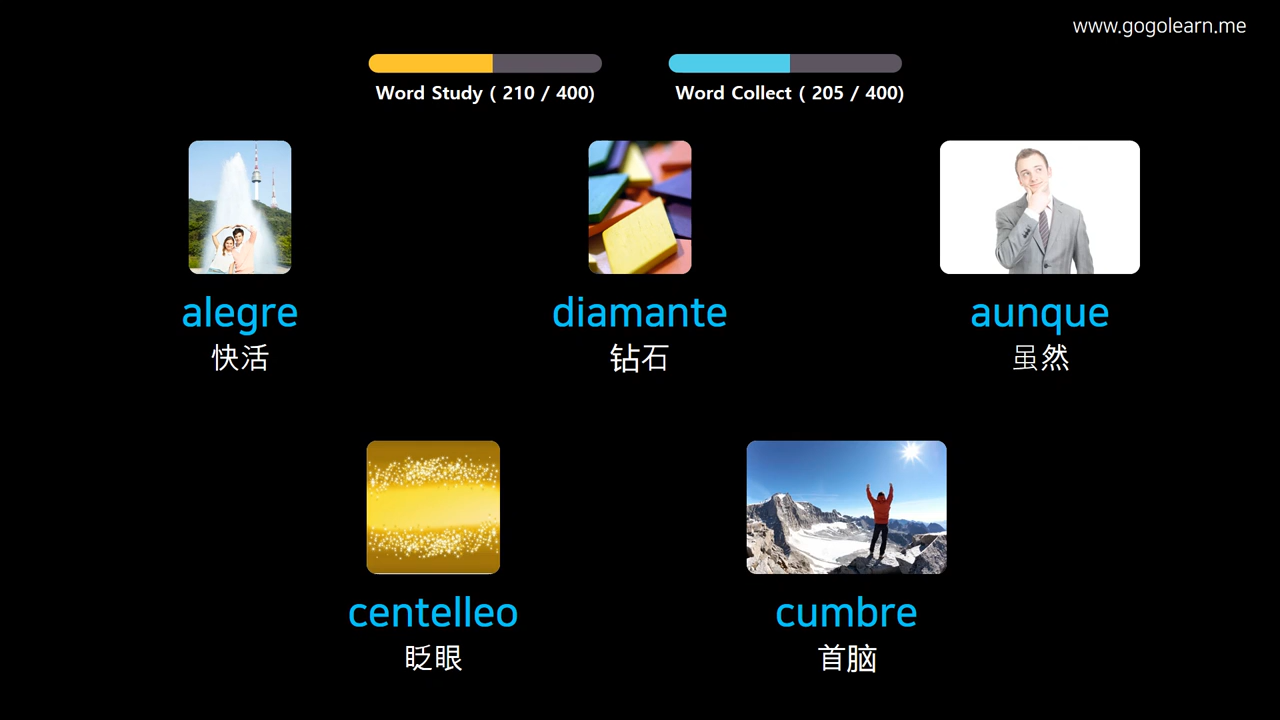 www.gogolearn.me
Word Study ( 210 / 400)
Word Collect ( 205 / 400)
alegre
快活
diamante
钻石
aunque
虽然
centelleo
眨眼
cumbre
首脑